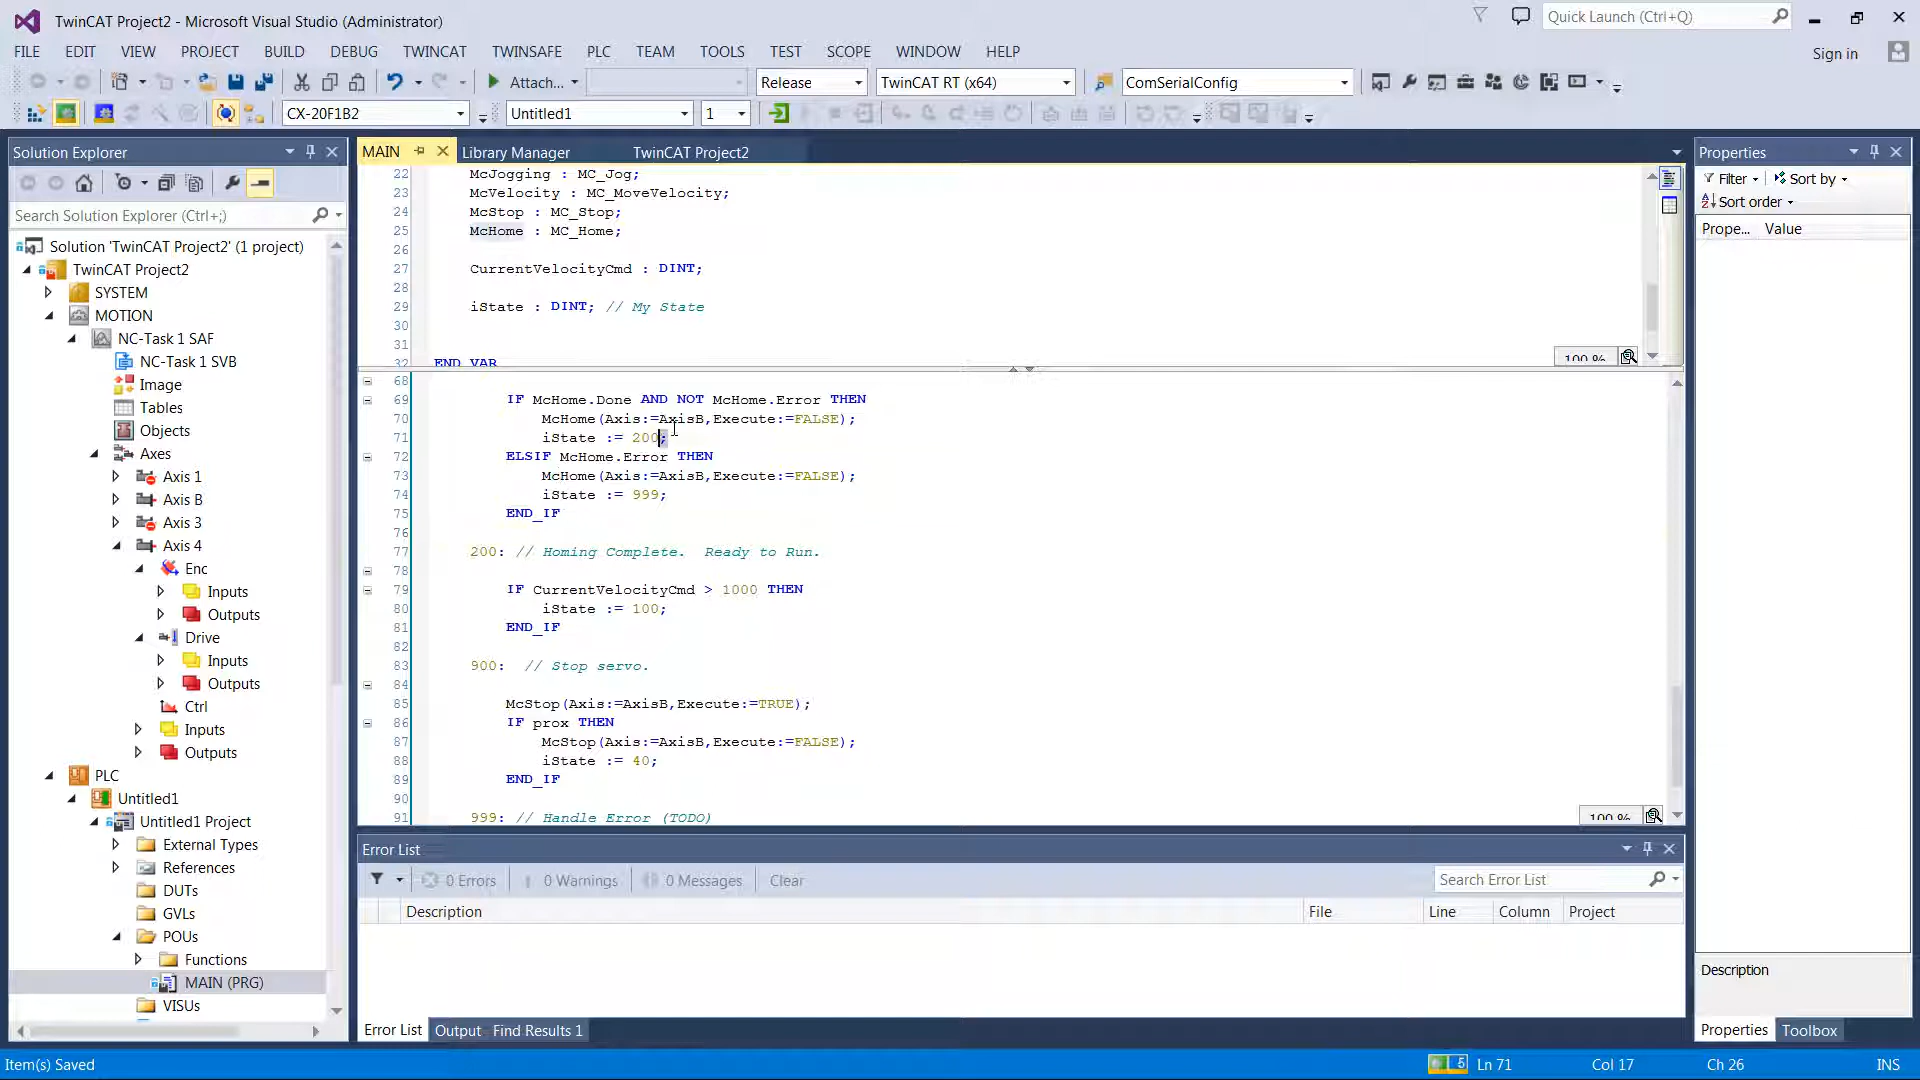 TwinCAT Project2 - Microsoft Visual Studio (Administrator)
Quick Launch (Ctrl+Q)
FILE EDIT VIEW PROJECT BUILD DEBUG TWINCAT TWINSAFE PLC TEAM TOOLS TEST SCOPE WINDOW HELP
Sign in
Attach... Release TwinCAT RT (x64) ComSerialConfig
CX-20F1B2 Untitled1 1
Solution Explorer
Search Solution Explorer (Ctrl+;)
Solution 'TwinCAT Project2' (1 project)
TwinCAT Project2
SYSTEM
MOTION
NC-Task 1 SAF
NC-Task 1 SVB
Image
Tables
Objects
Axes
Axis 1
Axis B
Axis 3
Axis 4
Enc
Inputs
Outputs
Drive
Inputs
Outputs
Ctrl
Inputs
Outputs
PLC
Untitled1
Untitled1 Project
External Types
References
DUTs
GVLs
POUs
Functions
MAIN (PRG)
VISUs
MAIN Library Manager TwinCAT Project2
22 McJogging : MC_Jog;
23 McVelocity : MC_MoveVelocity;
24 McStop : MC_Stop;
25 McHome : MC_Home;
26
27 CurrentVelocityCmd : DINT;
28
29 iState : DINT; // My State
30
31
32 END_VAR
100 %
68
69 IF McHome.Done AND NOT McHome.Error THEN
70 McHome(Axis:=AxisB,Execute:=FALSE);
71 iState := 200;
72 ELSIF McHome.Error THEN
73 McHome(Axis:=AxisB,Execute:=FALSE);
74 iState := 999;
75 END_IF
76
77 200: // Homing Complete. Ready to Run.
78
79 IF CurrentVelocityCmd > 1000 THEN
80 iState := 100;
81 END_IF
82
83 900: // Stop servo.
84
85 McStop(Axis:=AxisB,Execute:=TRUE);
86 IF prox THEN
87 McStop(Axis:=AxisB,Execute:=FALSE);
88 iState := 40;
89 END_IF
90
91 999: // Handle Error (TODO)
100 %
Error List
0 Errors 0 Warnings 0 Messages Clear
Search Error List
Description File Line Column Project
Error List Output Find Results 1
Properties
Filter Sort by
Sort order
Prope... Value
Description
Properties Toolbox
Item(s) Saved
5 Ln 71 Col 17 Ch 26 INS